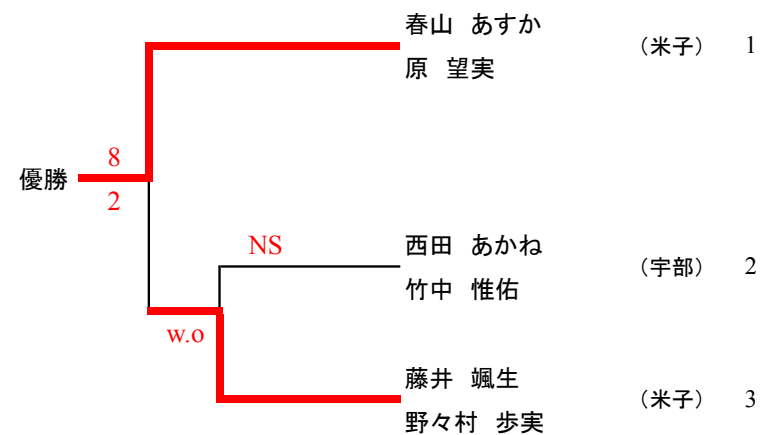 春山 あすか
原 望実
（米子） 1
8
優勝
2
NS
西田 あかね
竹中 惟佑
（宇部） 2
w.o
藤井 颯生
野々村 歩実
（米子） 3